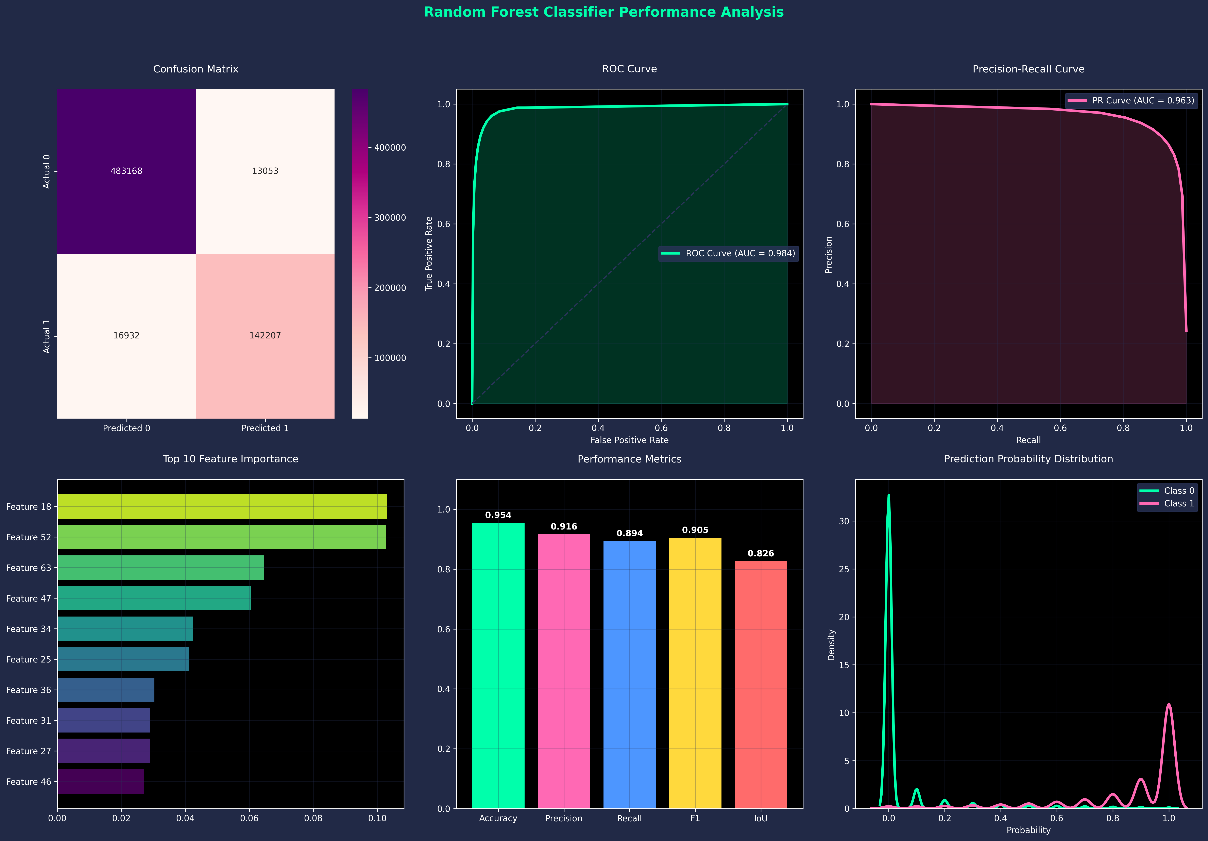 Random Forest Classifier Performance Analysis
Confusion Matrix
Actual 0
Actual 1
483168
13053
16932
142207
Predicted 0
Predicted 1
400000
300000
200000
100000
ROC Curve
True Positive Rate
1.0
0.8
0.6
0.4
0.2
0.0
ROC Curve (AUC = 0.984)
0.0
0.2
0.4
0.6
0.8
1.0
False Positive Rate
Precision-Recall Curve
Precision
1.0
0.8
0.6
0.4
0.2
0.0
PR Curve (AUC = 0.963)
0.0
0.2
0.4
0.6
0.8
1.0
Recall
Top 10 Feature Importance
Feature 18
Feature 52
Feature 63
Feature 47
Feature 34
Feature 25
Feature 36
Feature 31
Feature 27
Feature 46
0.00
0.02
0.04
0.06
0.08
0.10
Performance Metrics
1.0
0.8
0.6
0.4
0.2
0.0
0.954
0.916
0.894
0.905
0.826
Accuracy
Precision
Recall
F1
IoU
Prediction Probability Distribution
Density
30
25
20
15
10
5
0
Class 0
Class 1
0.0
0.2
0.4
0.6
0.8
1.0
Probability